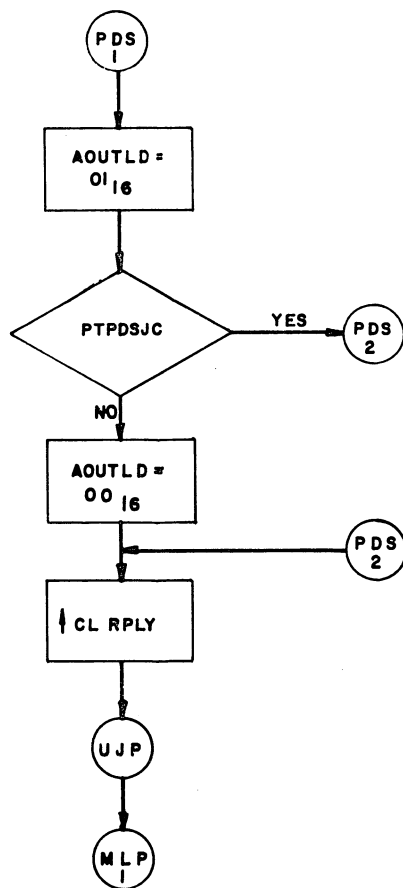 PDS
1
AOUTLD =
01 16
PTPDSJC
YES
PDS
2
NO
AOUTLD =
00 16
PDS
2
CL RPLY
UJP
MLP
1